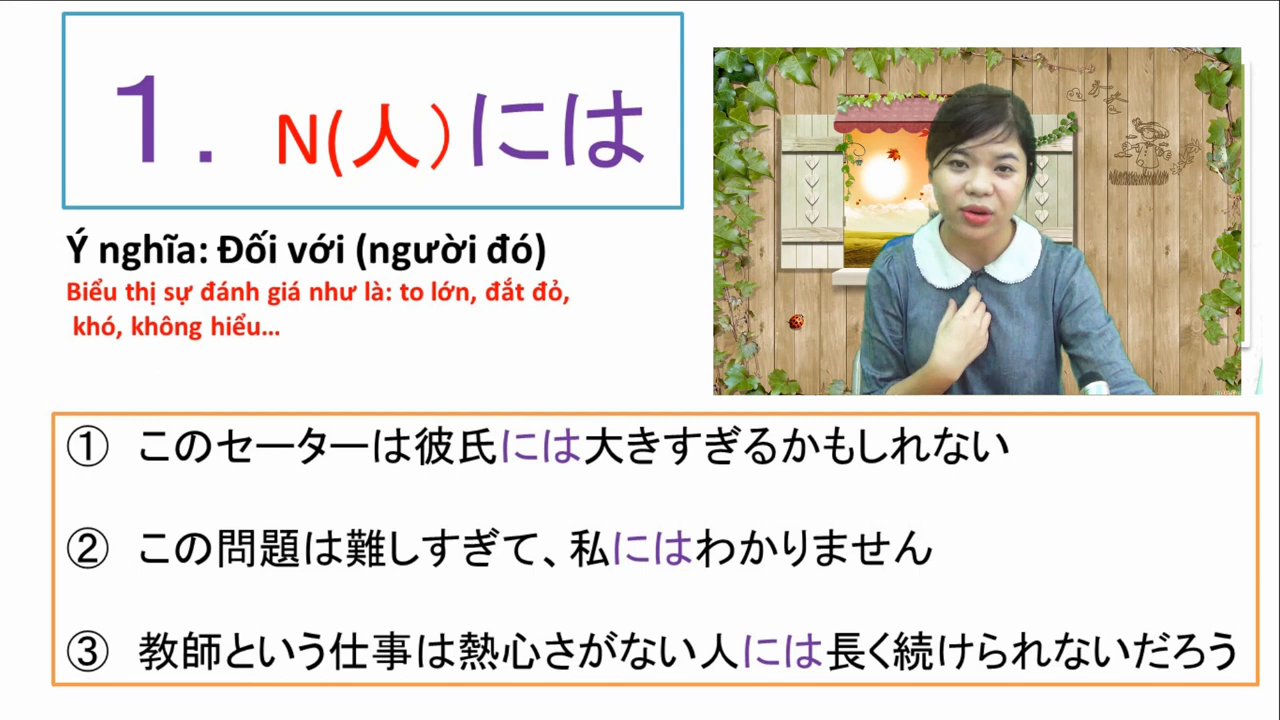 １．N(人）には
Ý nghĩa: Đối với (người đó)
Biểu thị sự đánh giá như là: to lớn, đắt đỏ,
khó, không hiểu...
① このセーターは彼氏には大きすぎるかもしれない
② この問題は難しすぎて、私にはわかりません
③ 教師という仕事は熱心さがない人には長く続けられないだろう